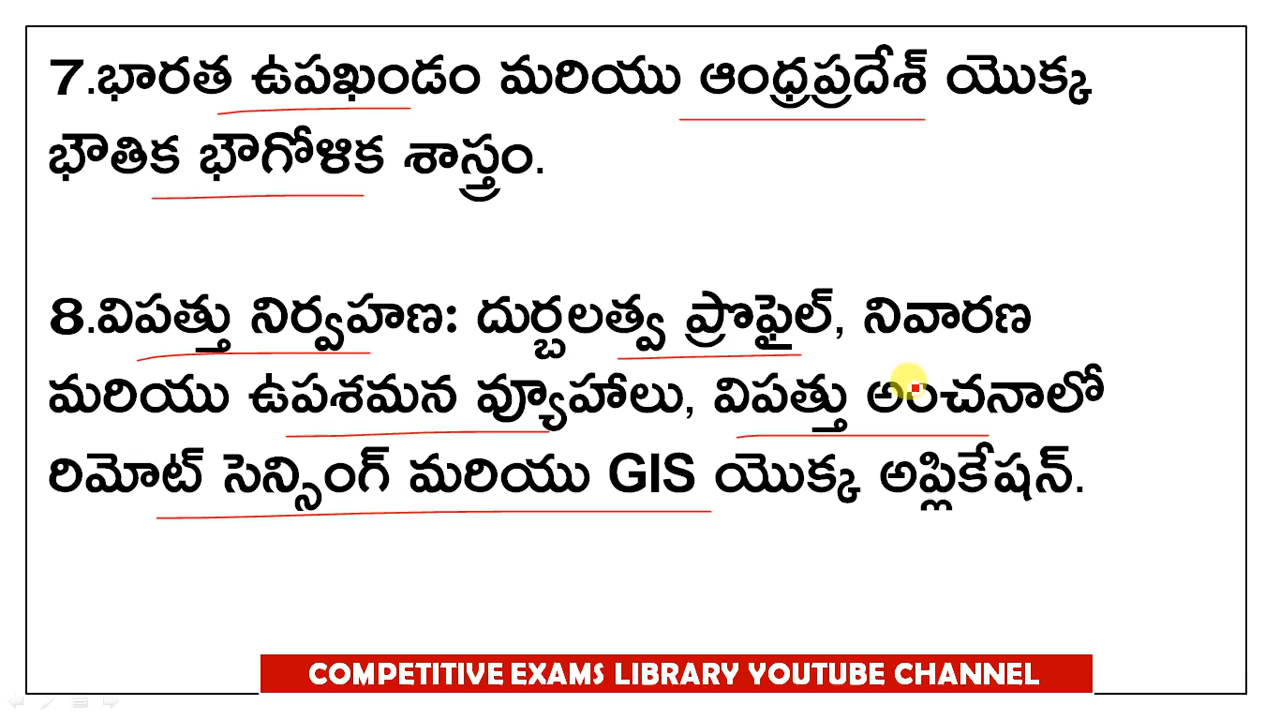 7.భారత ఉపఖండం మరియు ఆంధ్రప్రదేశ్ యొక్క
భౌతిక భౌగోళిక శాస్త్రం.
8.విపత్తు నిర్వహణ: దుర్బలత్వ ప్రొఫైల్, నివారణ
మరియు ఉపశమన వ్యూహాలు, విపత్తు అంచనాలో
రిమోట్ సెన్సింగ్ మరియు GIS యొక్క అప్లికేషన్.
COMPETITIVE EXAMS LIBRARY YOUTUBE CHANNEL